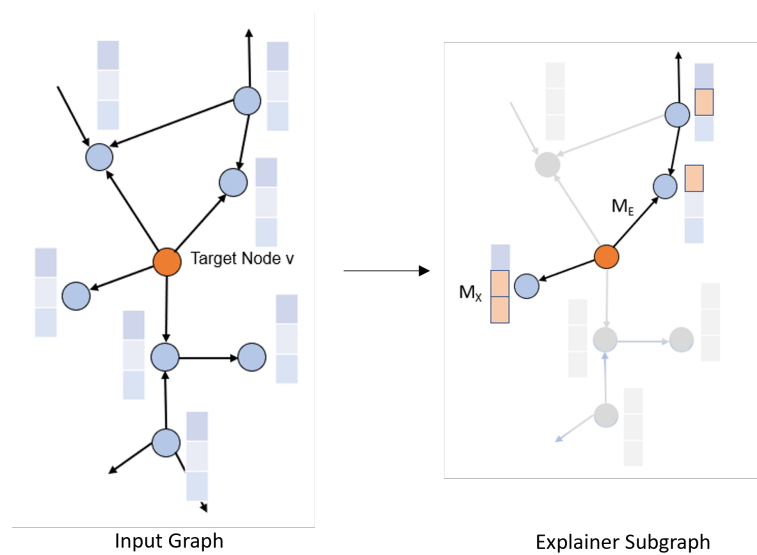 Target Node v
M_E
M_X
Input Graph
Explainer Subgraph